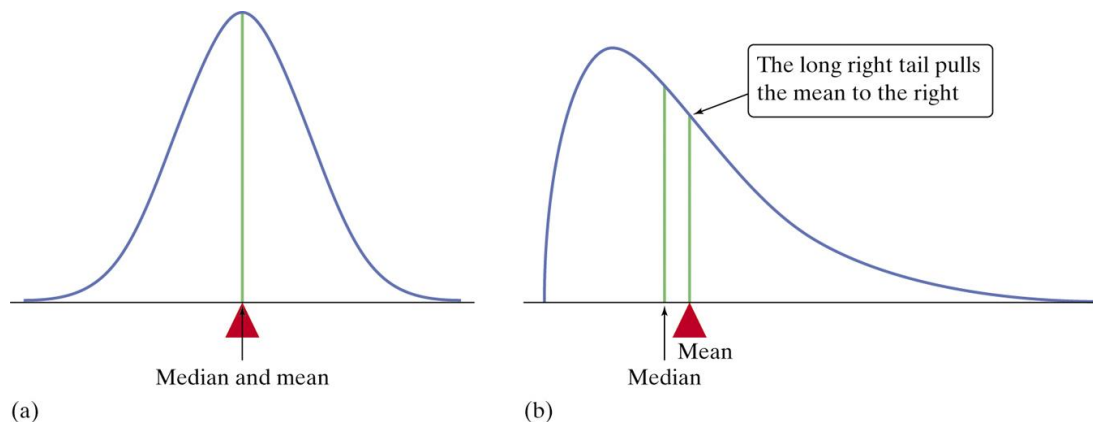 The long right tail pulls
the mean to the right
Median and mean
Mean
Median
(a)
(b)